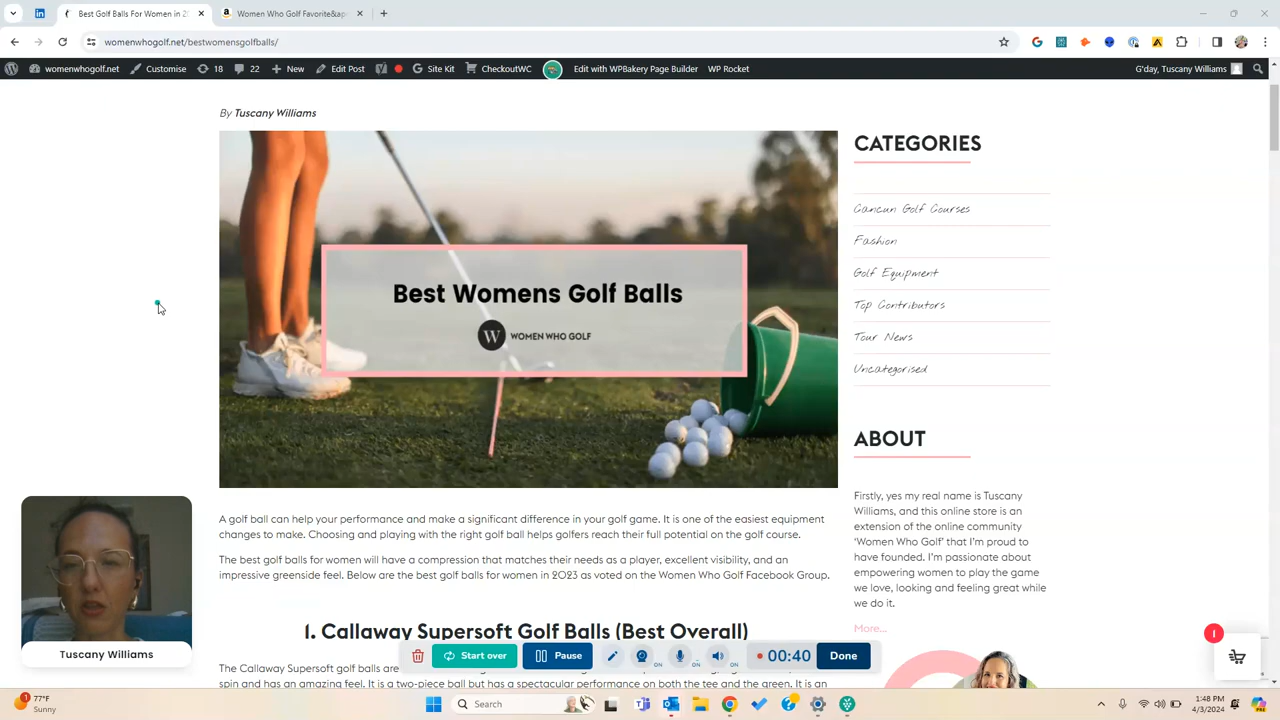 Best Golf Balls For Women in 20
Women Who Golf Favorite&ap
womenwhogolf.net/bestwomensgolfballs/
womenwhogolf.net
Customise
18
22
New
Edit Post
Site Kit
CheckoutWC
Edit with WPBakery Page Builder
WP Rocket
G'day, Tuscany Williams
By Tuscany Williams
Best Womens Golf Balls
W WOMEN WHO GOLF
A golf ball can help your performance and make a significant difference in your golf game. It is one of the easiest equipment
changes to make. Choosing and playing with the right golf ball helps golfers reach their full potential on the golf course.
The best golf balls for women will have a compression that matches their needs as a player, excellent visibility, and an
impressive greenside feel. Below are the best golf balls for women in 2023 as voted on the Women Who Golf Facebook Group.
1. Callaway Supersoft Golf Balls (Best Overall)
The Callaway Supersoft golf balls are
spin and has an amazing feel. It is a two-piece ball but has a spectacular performance on both the tee and the green. It is an
CATEGORIES
Cancun Golf Courses
Fashion
Golf Equipment
Top Contributors
Tour News
Uncategorised
ABOUT
Firstly, yes my real name is Tuscany
Williams, and this online store is an
extension of the online community
'Women Who Golf' that I'm proud to
have founded. I'm passionate about
empowering women to play the game
we love, looking and feeling great while
we do it.
More...
1
Tuscany Williams
Start over
Pause
ON
ON
ON
00:40
Done
77°F
Sunny
Search
1:48 PM
4/3/2024